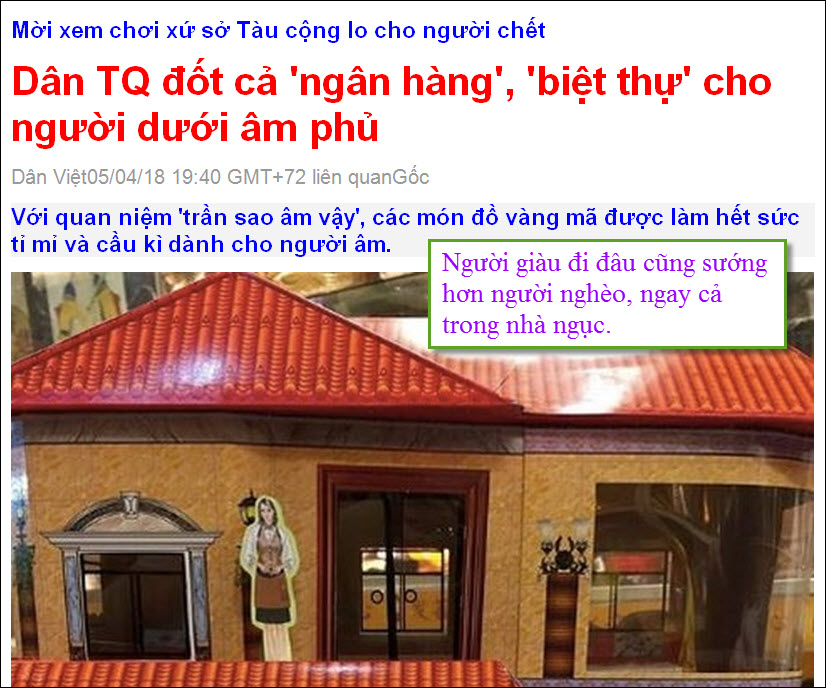 Mời xem chơi xứ sở Tàu cộng lo cho người chết
Dân TQ đốt cả 'ngân hàng', 'biệt thự' cho
người dưới âm phủ
Dân Việt05/04/18 19:40 GMT+72 liên quanGốc
Với quan niệm 'trần sao âm vậy', các món đồ vàng mã được làm hết sức
tỉ mỉ và cầu kì dành cho người âm.
Người giàu đi đâu cũng sướng
hơn người nghèo, ngay cả
trong nhà ngục.